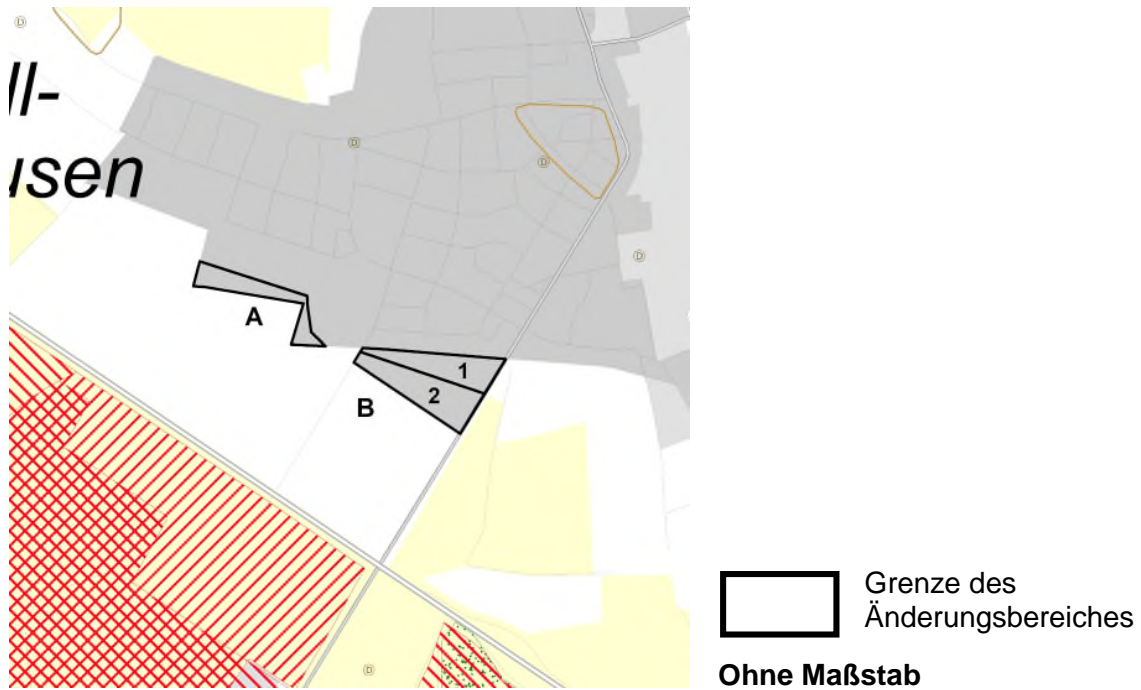 ll-
usen
D
D
D
D
A
1
2
B
D
Grenze des
Änderungsbereiches
Ohne Maßstab